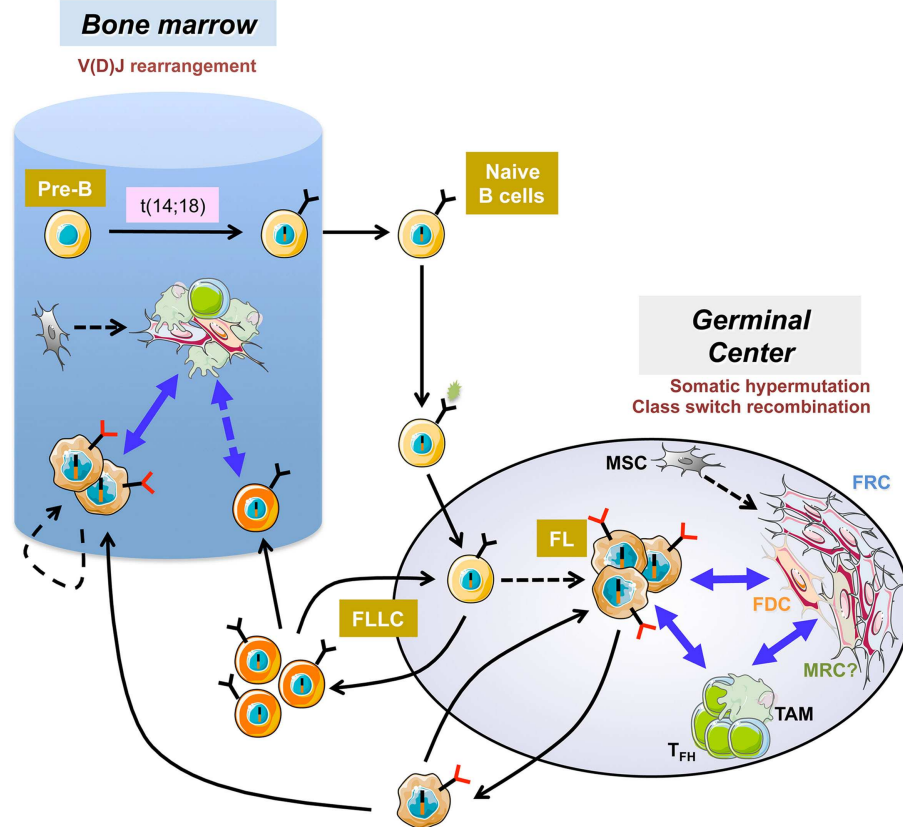 Bone marrow
V(D)J rearrangement
Pre-B
t(14;18)
Naive
B cells
Germinal
Center
Somatic hypermutation
Class switch recombination
MSC
FRC
FL
FDC
FLLC
MRC?
TAM
TFH